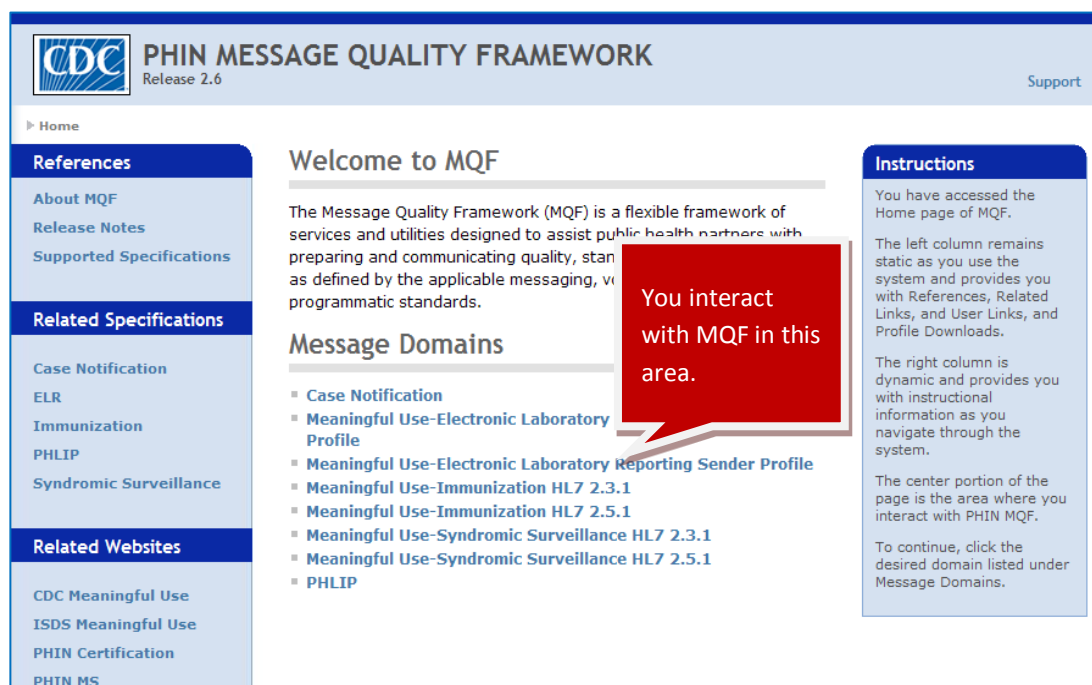 CDC
PHIN MESSAGE QUALITY FRAMEWORK
Release 2.6
Support
Home
References
About MQF
Release Notes
Supported Specifications
Related Specifications
Case Notification
ELR
Immunization
PHLIP
Syndromic Surveillance
Related Websites
CDC Meaningful Use
ISDS Meaningful Use
PHIN Certification
PHIN MS
Welcome to MQF
The Message Quality Framework (MQF) is a flexible framework of
services and utilities designed to assist public health partners with
preparing and communicating quality,
as defined by the applicable messaging,
programmatic standards.
Message Domains
Case Notification
Meaningful Use-Electronic Laboratory
Profile
Meaningful Use-Electronic Laboratory Reporting Sender Profile
Meaningful Use-Immunization HL7 2.3.1
Meaningful Use-Immunization HL7 2.5.1
Meaningful Use-Syndromic Surveillance HL7 2.3.1
Meaningful Use-Syndromic Surveillance HL7 2.5.1
PHLIP
You interact
with MQF in this
area.
Instructions
You have accessed the
Home page of MQF.
The left column remains
static as you use the
system and provides you
with References, Related
Links, and User Links, and
Profile Downloads.
The right column is
dynamic and provides you
with instructional
information as you
navigate through the
system.
The center portion of the
page is the area where you
interact with PHIN MQF.
To continue, click the
desired domain listed under
Message Domains.